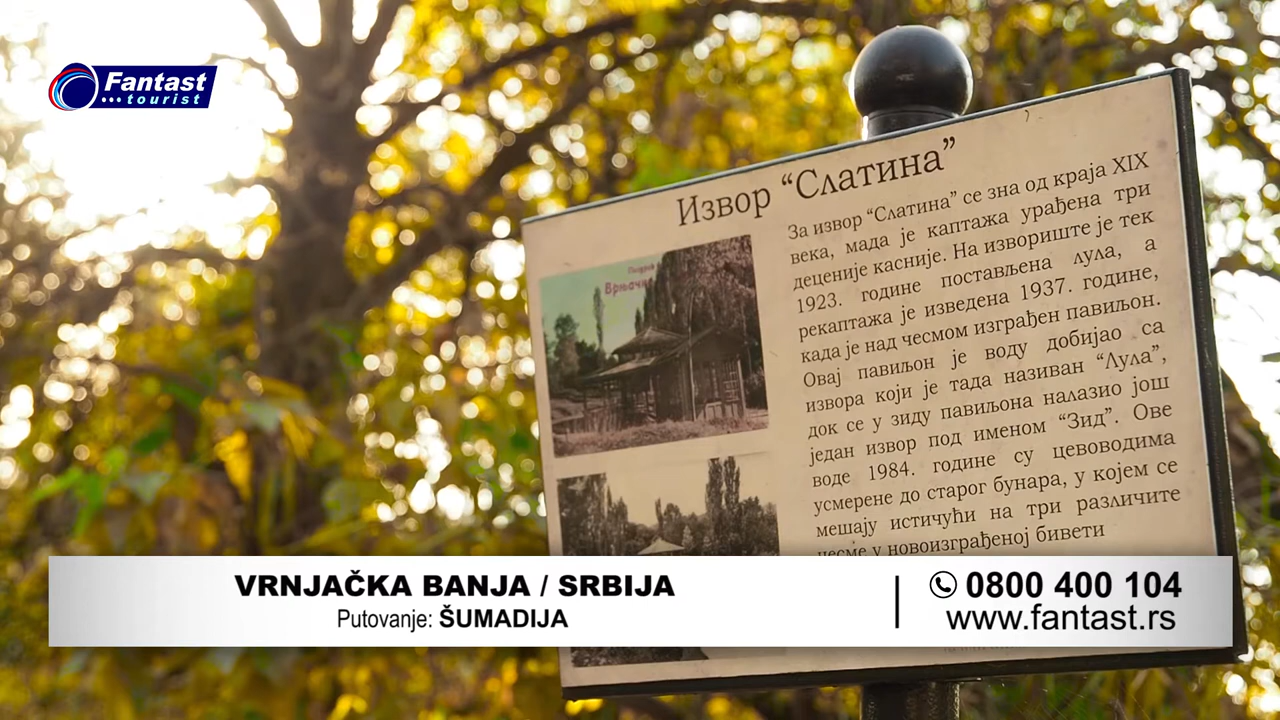 Fantast
tourist
Извор “Слатина”
За извор “Слатина” се зна од краја XIX
века, мада је каптажа урађена три
деценије касније. На извориште је тек
1923. године постављена лула, а
рекаптажа је изведена 1937. године,
када је над чесмом изграђен павиљон.
Овај павиљон је воду добијао са
извора који је тада називан “Лула”,
док се у зиду павиљона налазио још
један извор под именом “Зид”. Ове
воде 1984. године су цевоводима
усмерене до старог бунара, у којем се
мешају истичући на три различите
чесме у новоизграђеној бивети
VRNJAČKA BANJA / SRBIJA
Putovanje: ŠUMADIJA
0800 400 104
www.fantast.rs